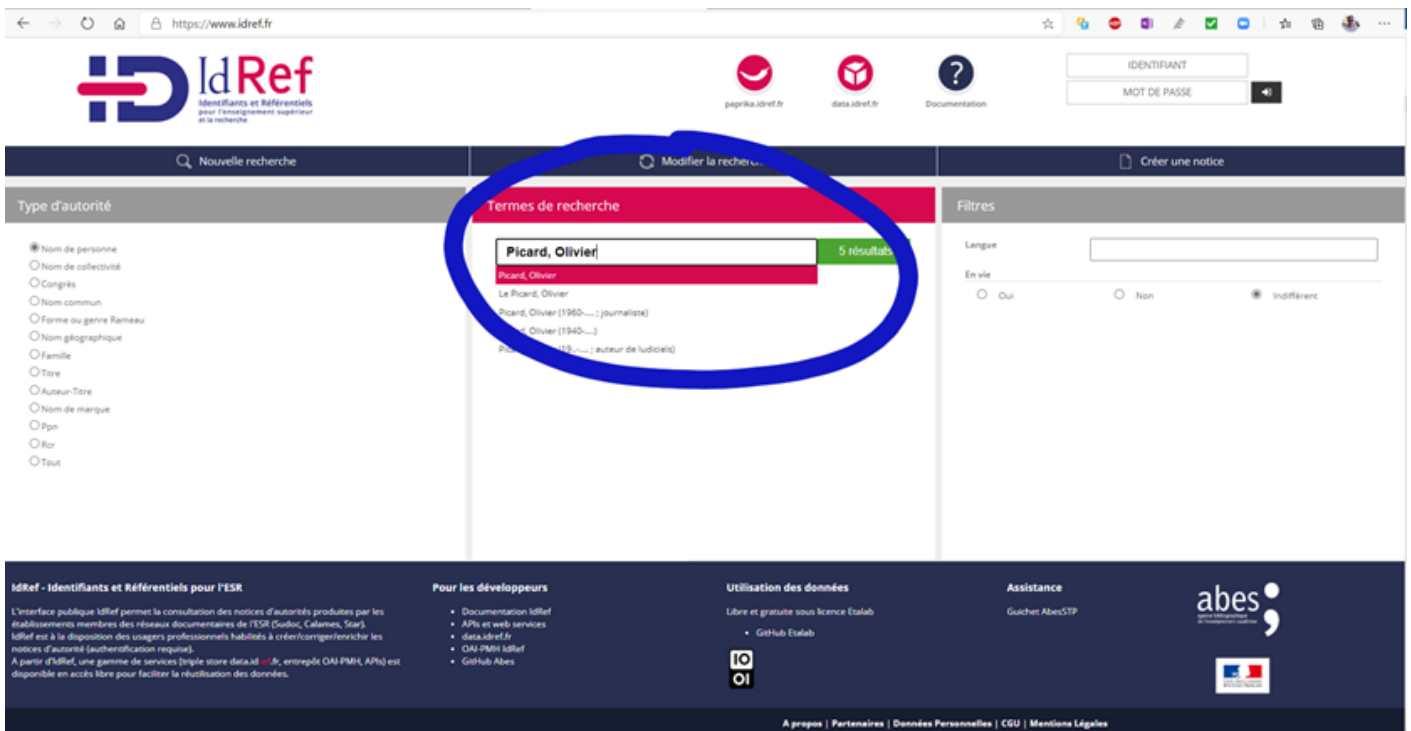 https://www.idref.fr
IdRef
Identifiants et Référentiels
pour l'enseignement supérieur
et la recherche
paprika.idref.fr
data.idref.fr
Documentation
IDENTIFIANT
MOT DE PASSE
Nouvelle recherche
Modifier la recherche
Créer une notice
Type d'autorité
Nom de personne
Nom de collectivité
Congrès
Nom commun
Forme ou genre Rameau
Nom géographique
Famille
Titre
Auteur-Titre
Nom de marque
Ppn
Rcr
Tout
Termes de recherche
Picard, Olivier
5 résultats
Picard, Olivier
Le Picard, Olivier
Picard, Olivier (1960-.... ; journaliste)
Olivier (1940-....)
(19..-.... ; auteur de ludiciels)
Filtres
Langue
En vie
Oui
Non
Indifférent
IdRef - Identifiants et Référentiels pour l'ESR
L'interface publique IdRef permet la consultation des notices d'autorités produites par les
établissements membres des réseaux documentaires de l'ESR (Sudoc, Calames, Star).
IdRef est à la disposition des usagers professionnels habilités à créer/corriger/enrichir les
notices d'autorité (authentification requise).
A partir d'IdRef, une gamme de services (triple store data.idref.fr, entrepôt OAI-PMH, APIs) est
disponible en accès libre pour faciliter la réutilisation des données.
Pour les développeurs
Documentation IdRef
APIs et web services
data.idref.fr
OAI-PMH IdRef
GitHub Abes
Utilisation des données
Libre et gratuite sous licence Etalab
GitHub Etalab
IO
OI
Assistance
Guichet AbesSTP
abes
agence bibliographique
de l'enseignement supérieur
A propos | Partenaires | Données Personnelles | CGU | Mentions Légales